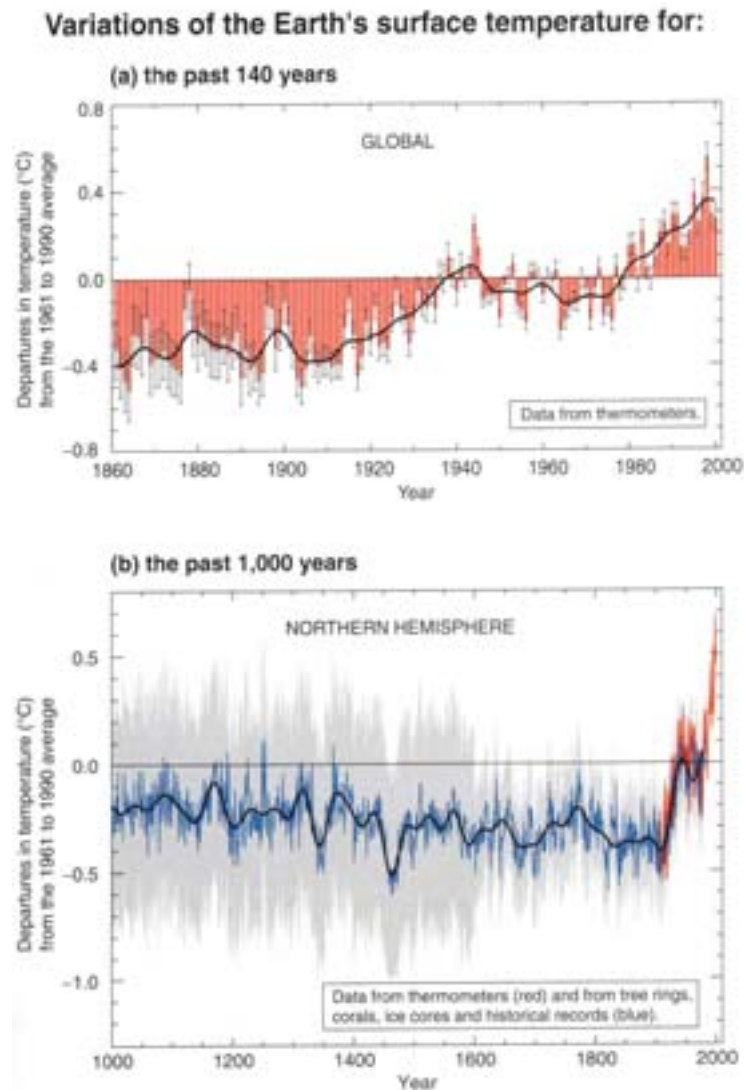 Variations of the Earth's surface temperature for:
(a) the past 140 years
GLOBAL
Departures in temperature (°C)
from the 1961 to 1990 average
0.8
0.4
0.0
−0.4
−0.8
Data from thermometers.
1860 1880 1900 1920 1940 1960 1980 2000
Year
(b) the past 1,000 years
NORTHERN HEMISPHERE
Departures in temperature (°C)
from the 1961 to 1990 average
0.5
0.0
−0.5
−1.0
Data from thermometers (red) and from tree rings,
corals, ice cores and historical records (blue).
1000 1200 1400 1600 1800 2000
Year